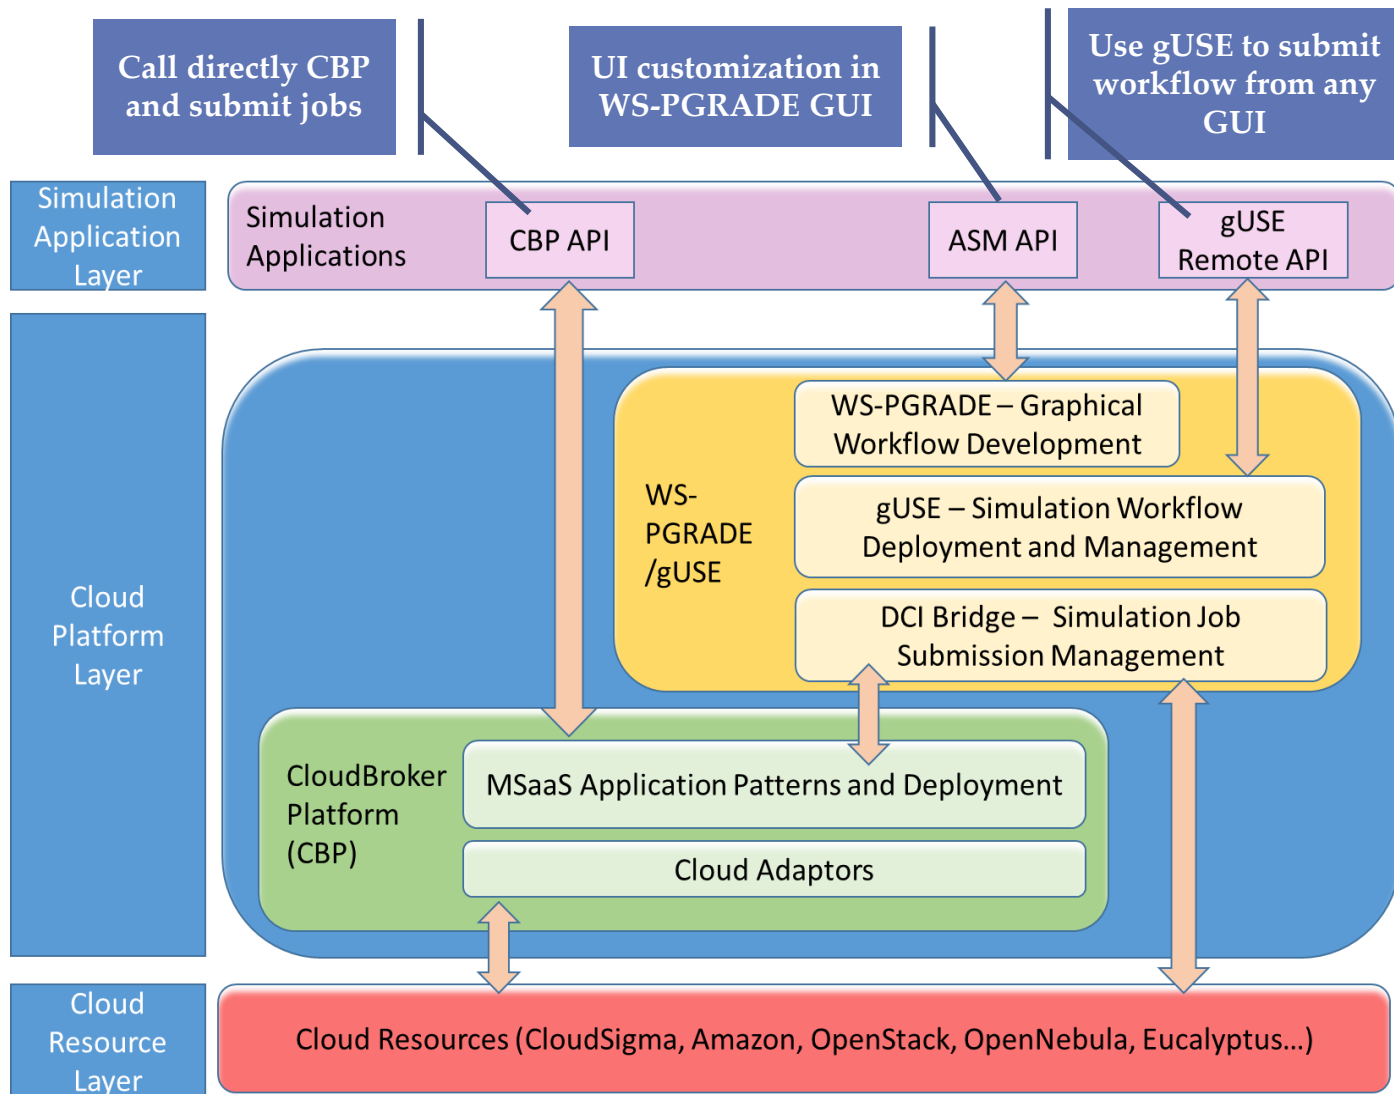 Call directly CBP
and submit jobs
UI customization in
WS-PGRADE GUI
Use gUSE to submit
workflow from any
GUI
Simulation
Application
Layer
Simulation
Applications
CBP API
ASM API
gUSE
Remote API
Cloud
Platform
Layer
WS-PGRADE – Graphical
Workflow Development
WS-
PGRADE
/gUSE
gUSE – Simulation Workflow
Deployment and Management
DCI Bridge – Simulation Job
Submission Management
CloudBroker
Platform
(CBP)
MSaaS Application Patterns and Deployment
Cloud Adaptors
Cloud
Resource
Layer
Cloud Resources (CloudSigma, Amazon, OpenStack, OpenNebula, Eucalyptus...)